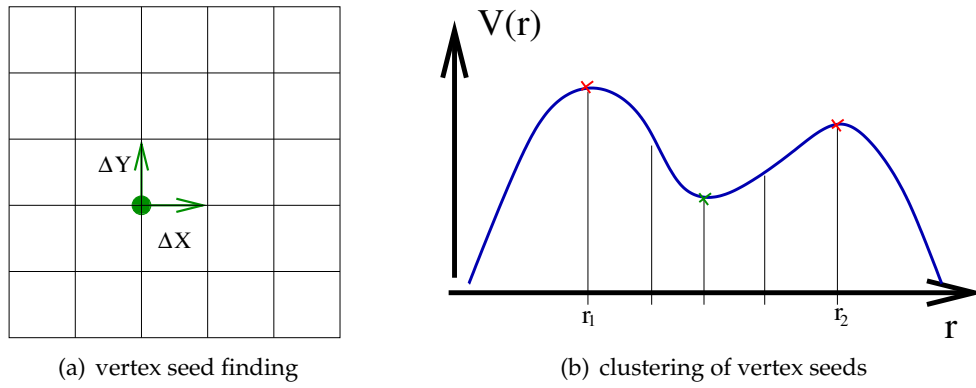 ΔY
ΔX
(a) vertex seed finding
V(r)
r₁
r₂
r
(b) clustering of vertex seeds